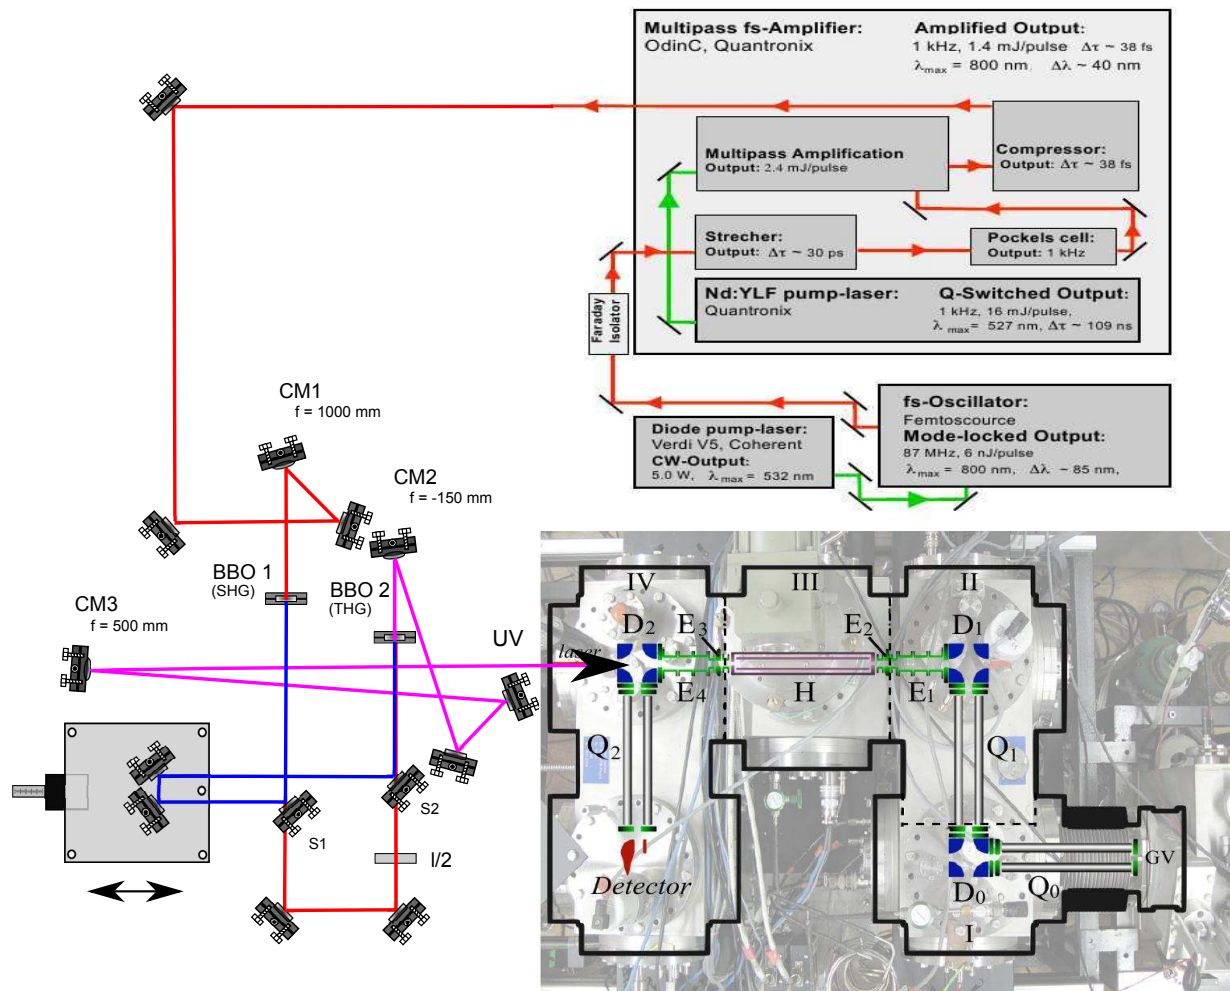 Multipass fs-Amplifier:
OdinC, Quantronix
Amplified Output:
1 kHz, 1.4 mJ/pulse Δτ ~ 38 fs
λmax = 800 nm, Δλ ~ 40 nm
Multipass Amplification
Output: 2.4 mJ/pulse
Compressor:
Output: Δτ ~ 38 fs
Strecher:
Output: Δτ ~ 30 ps
Pockels cell:
Output: 1 kHz
Nd:YLF pump-laser:
Quantronix
Q-Switched Output:
1 kHz, 16 mJ/pulse,
λ max = 527 nm, Δτ ~ 109 ns
Faraday
Isolator
fs-Oscillator:
Femtoscource
Mode-locked Output:
87 MHz, 6 nJ/pulse
λmax = 800 nm, Δλ ~ 85 nm,
Diode pump-laser:
Verdi V5, Coherent
CW-Output:
5.0 W, λmax = 532 nm
CM1
f = 1000 mm
CM2
f = -150 mm
BBO 1
(SHG)
BBO 2
(THG)
CM3
f = 500 mm
UV
laser
S1
S2
l/2
IV
III
II
D2
E3
E2
D1
E4
H
E1
Q2
Q1
Detector
D0
Q0
GV
I